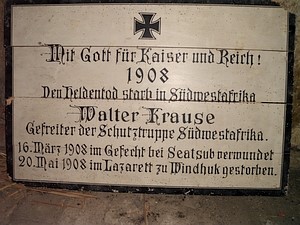 Mit Gott für Kaiser und Reich!
1908
Den Heldentod starb in Südwestafrika
Walter Krause
Gefreiter der Schutztruppe Südwestafrika.
16. März 1908 im Gefecht bei Seatsub verwundet
20. Mai 1908 im Lazarett zu Windhuk gestorben.